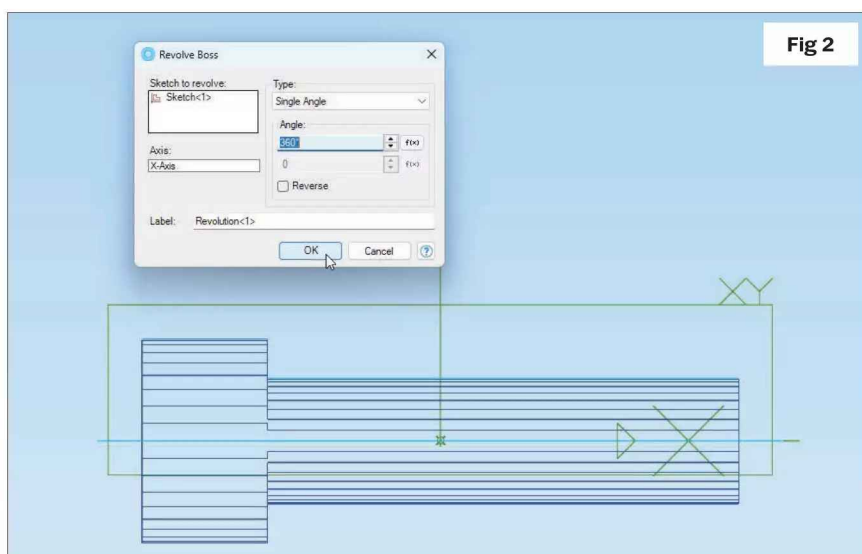 Fig 2
Revolve Boss
Sketch to revolve:
Sketch<1>
Type:
Single Angle
Angle:
360°
f(x)
Axis:
X-Axis
0
f(x)
Reverse
Label: Revolution<1>
OK Cancel ?
XY
X